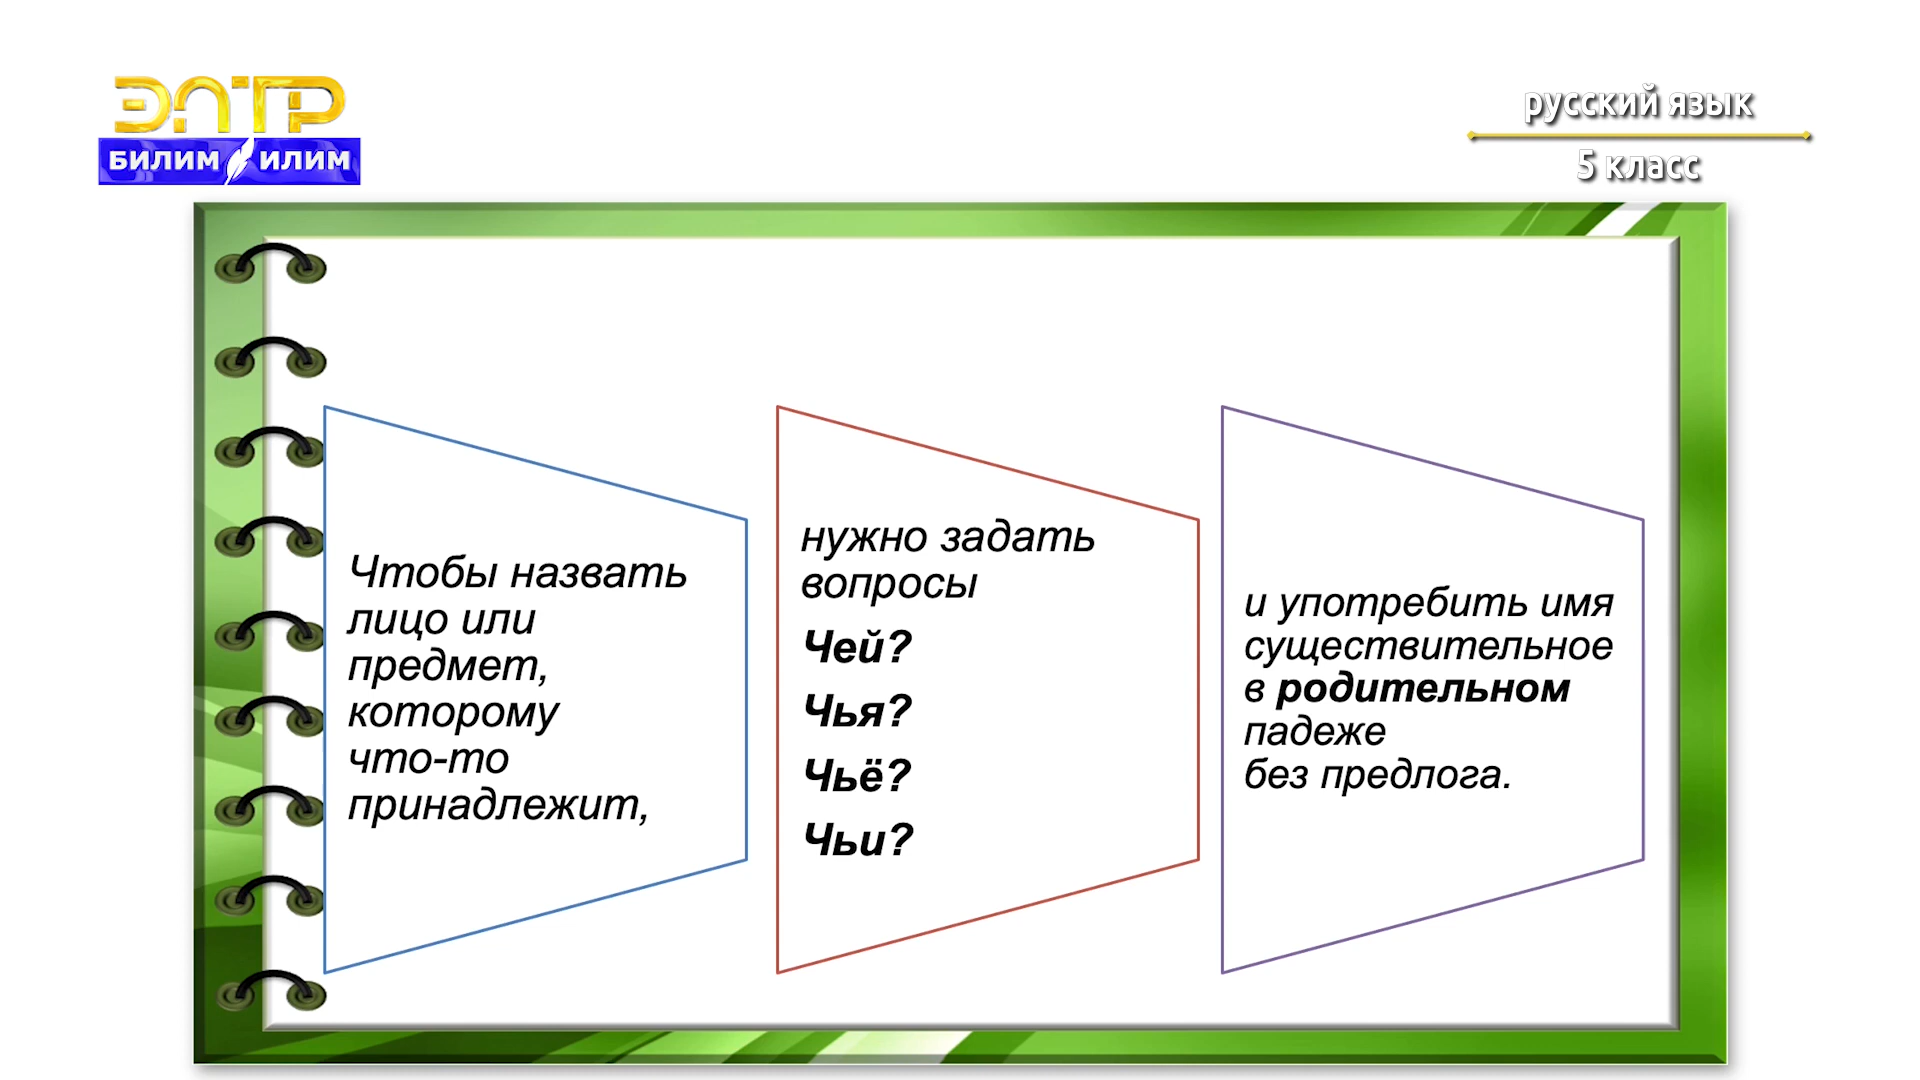 ЭЛТР
БИЛИМ ИЛИМ
русский язык
5 класс
Чтобы назвать
лицо или
предмет,
которому
что-то
принадлежит,
нужно задать
вопросы
Чей?
Чья?
Чьё?
Чьи?
и употребить имя
существительное
в родительном
падеже
без предлога.